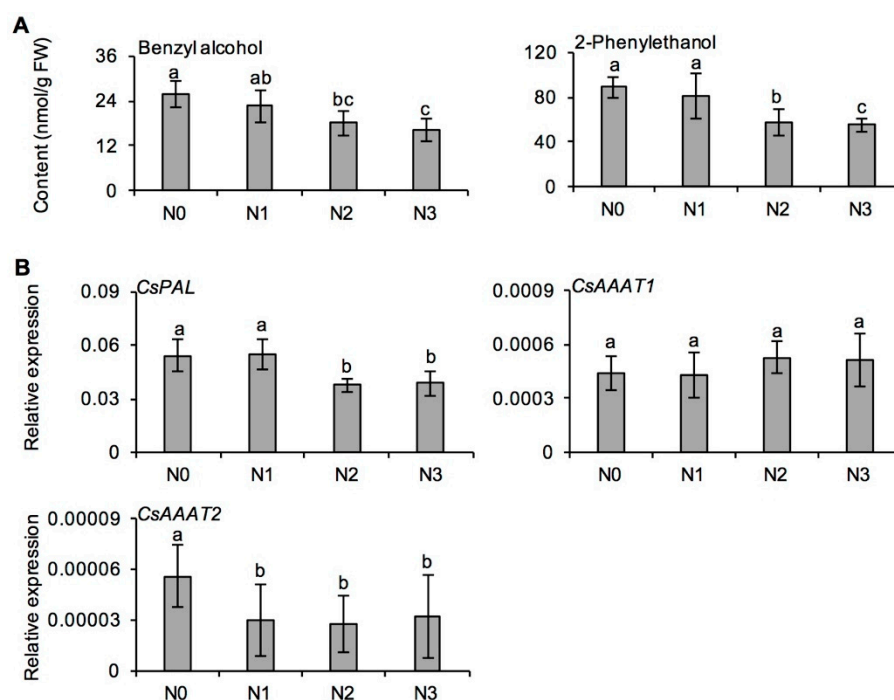 A
Benzyl alcohol
Content (nmol/g FW)
36
24
12
0
a
ab
bc
c
N0 N1 N2 N3
2-Phenylethanol
120
80
40
0
a
a
b
c
N0 N1 N2 N3
B
CsPAL
Relative expression
0.09
0.06
0.03
0
a
a
b
b
N0 N1 N2 N3
CsAAAT1
0.0009
0.0006
0.0003
0
a
a
a
a
N0 N1 N2 N3
CsAAAT2
Relative expression
0.00009
0.00006
0.00003
0
a
b
b
b
N0 N1 N2 N3